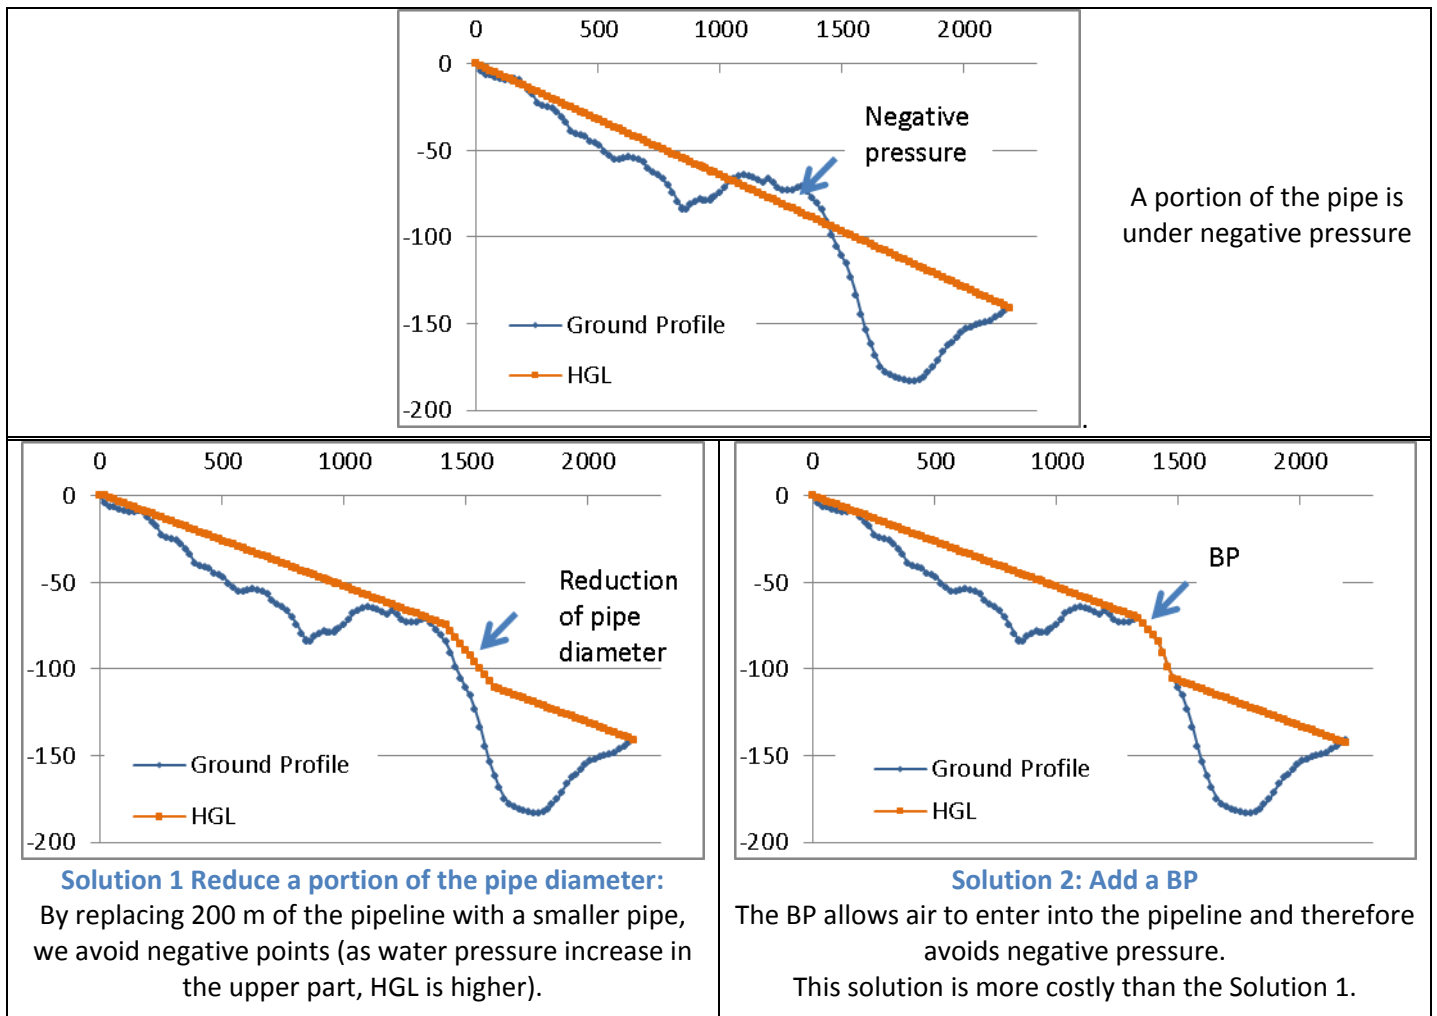 0 500 1000 1500 2000
0
Negative
pressure
-50
-100
-150
-200
Ground Profile
HGL
.
A portion of the pipe is
under negative pressure
0 500 1000 1500 2000
0
-50
-100
-150
-200
Reduction
of pipe
diameter
Ground Profile
HGL
Solution 1 Reduce a portion of the pipe diameter:
By replacing 200 m of the pipeline with a smaller pipe,
we avoid negative points (as water pressure increase in
the upper part, HGL is higher).
0 500 1000 1500 2000
0
-50
-100
-150
-200
BP
Ground Profile
HGL
Solution 2: Add a BP
The BP allows air to enter into the pipeline and therefore
avoids negative pressure.
This solution is more costly than the Solution 1.